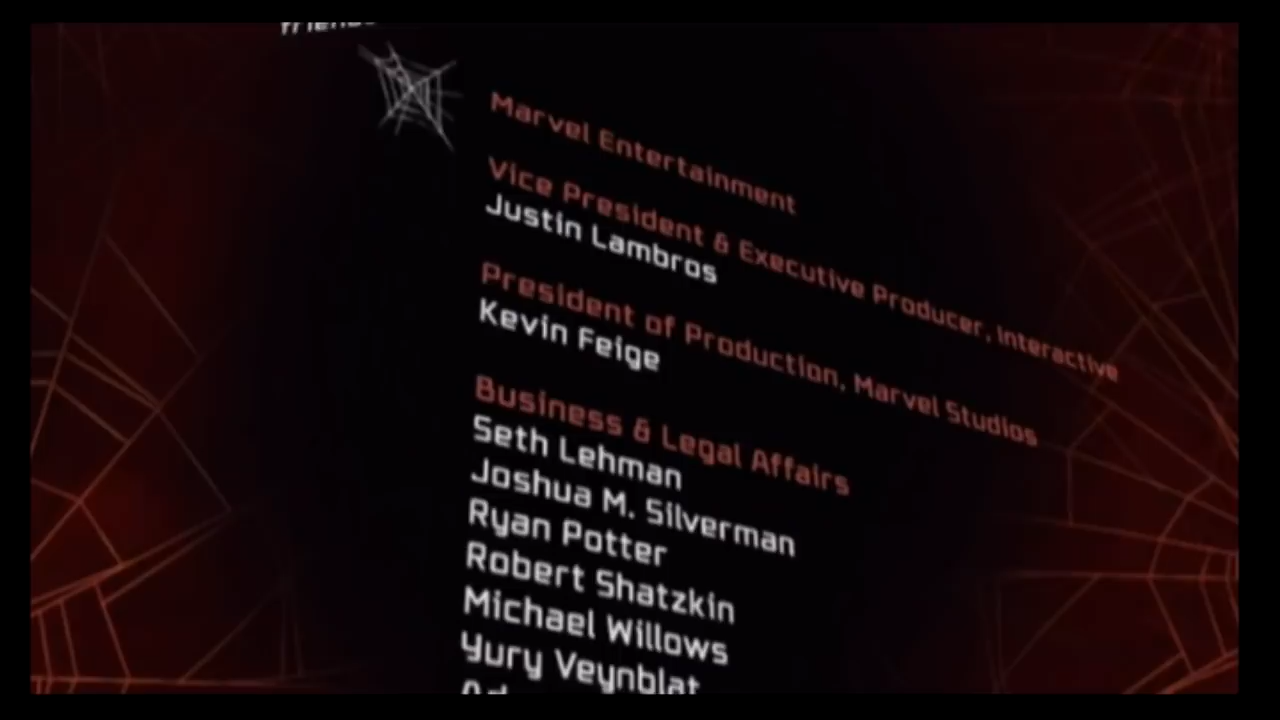 Marvel Entertainment
Vice President & Executive Producer, Interactive
Justin Lambros
President of Production, Marvel Studios
Kevin Feige
Business & Legal Affairs
Seth Lehman
Joshua M. Silverman
Ryan Potter
Robert Shatzkin
Michael Willows
Yury Veynblat